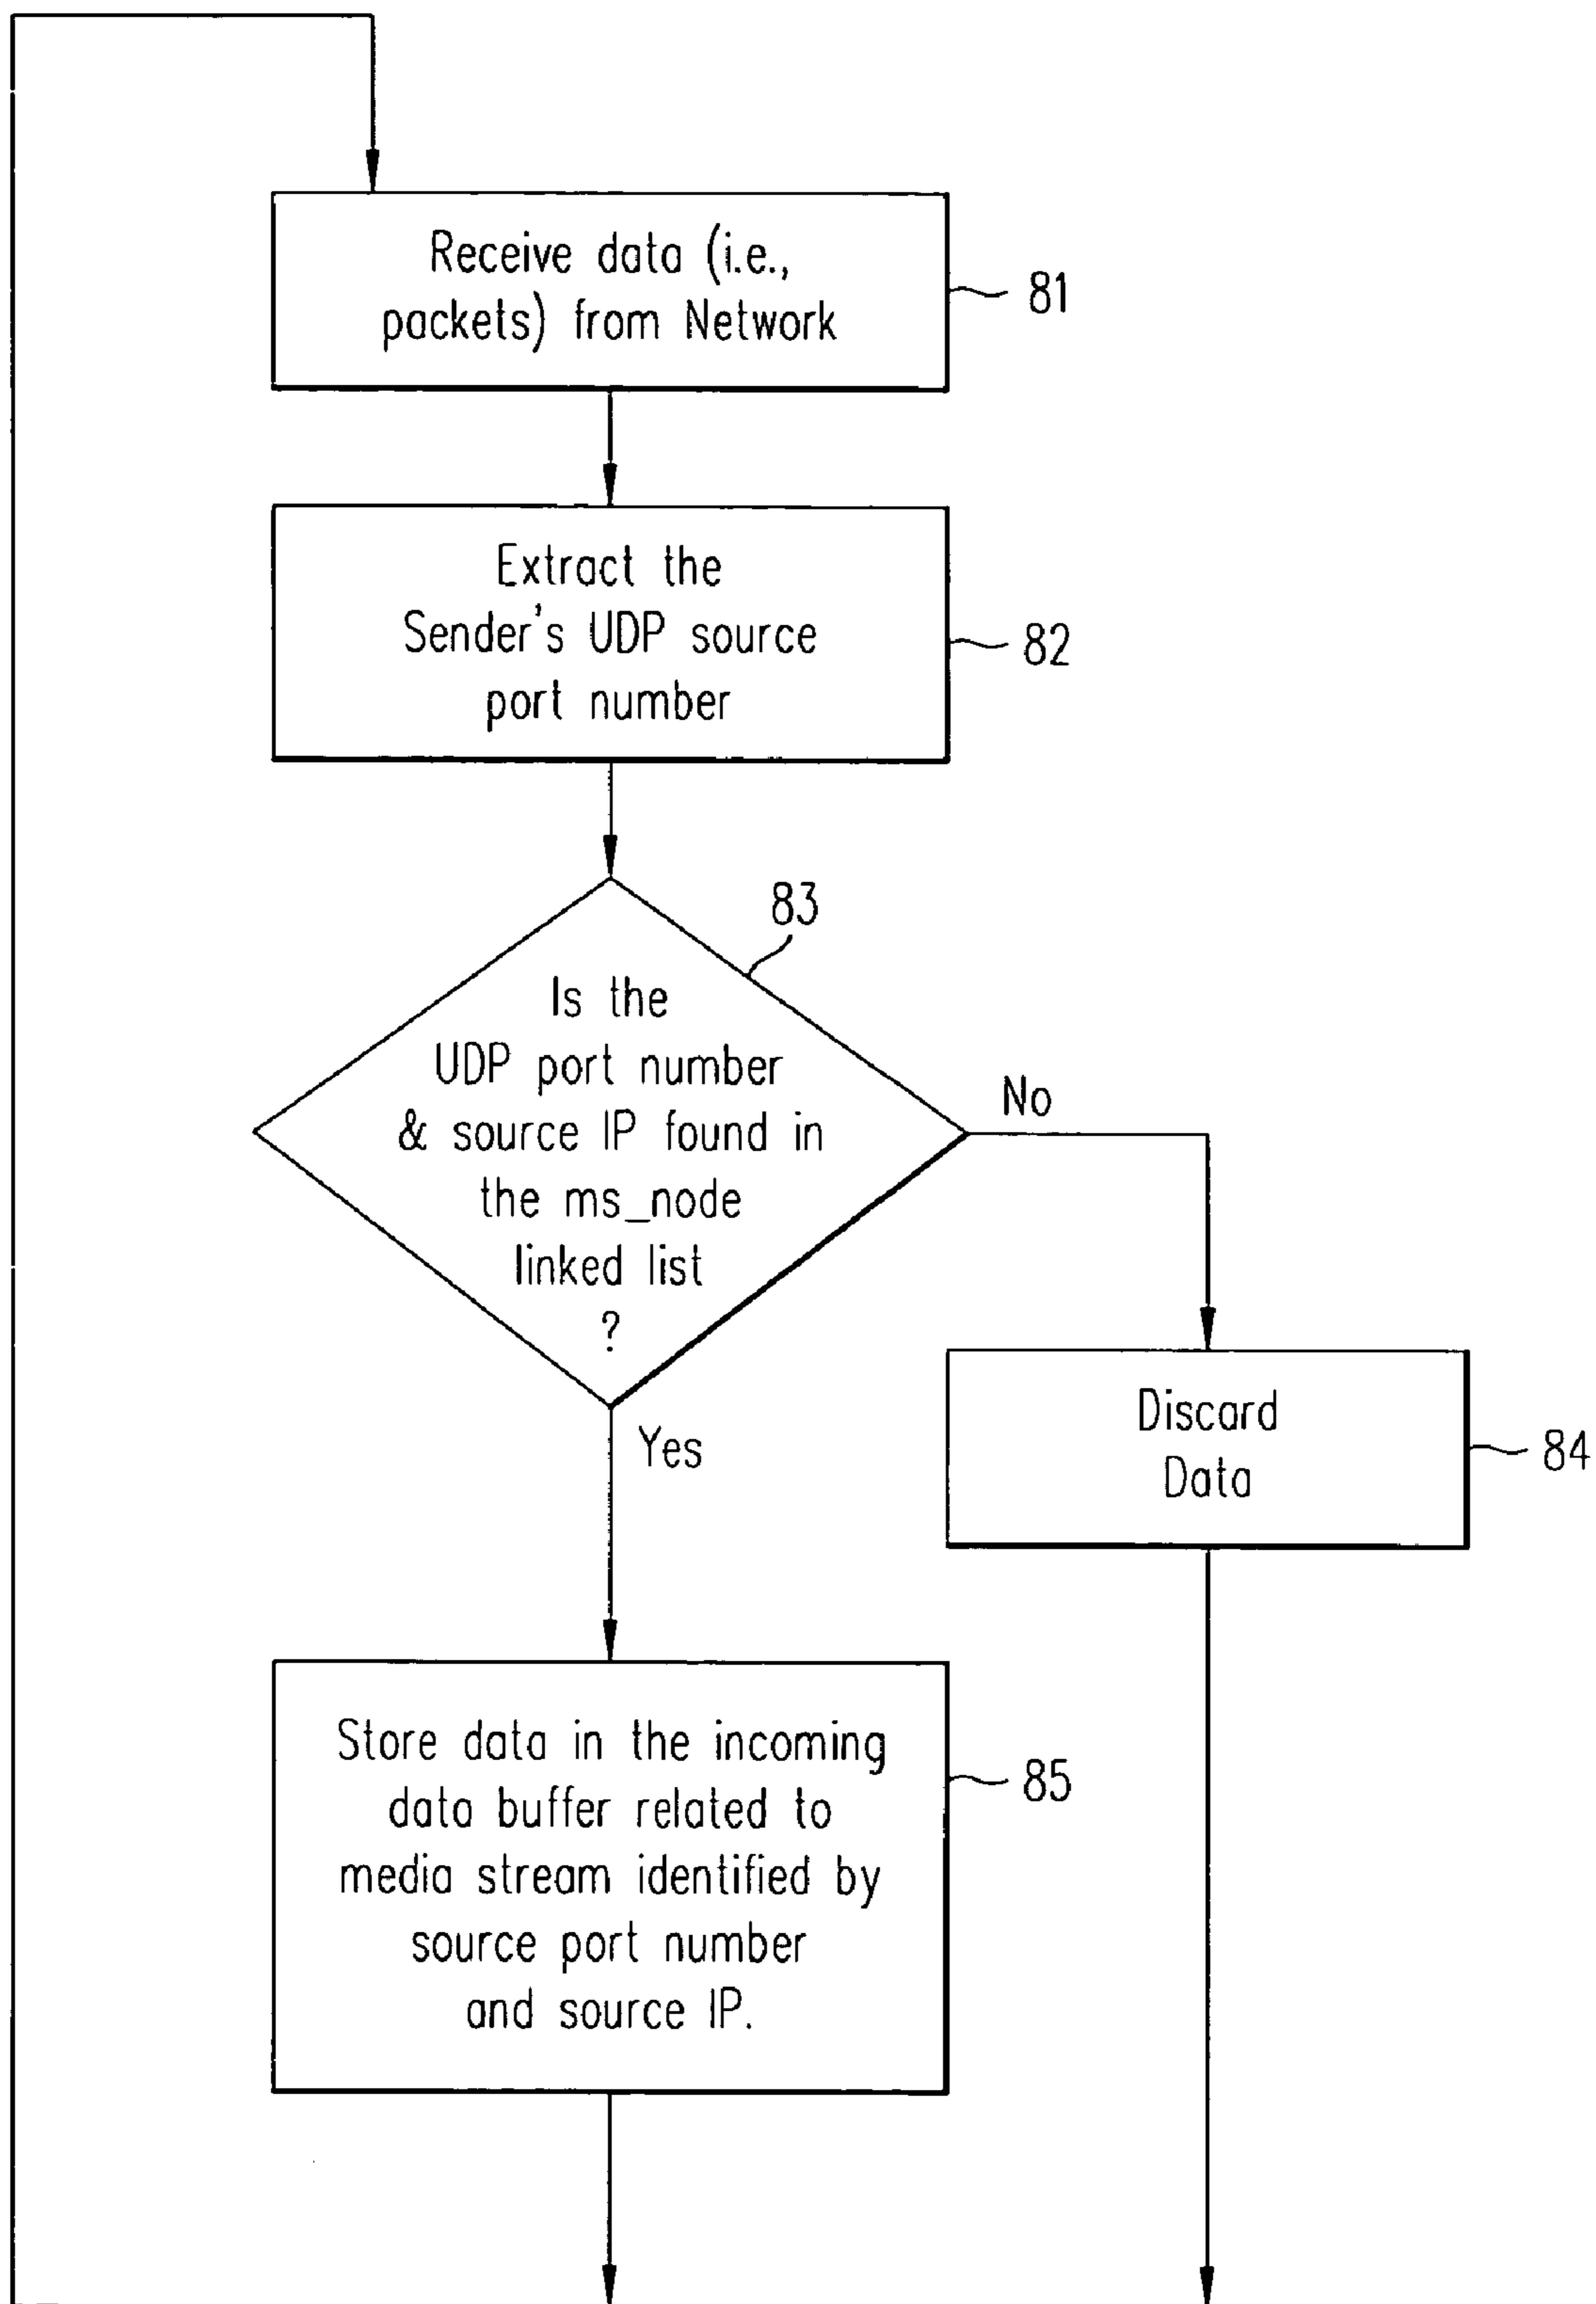 Receive data (i.e.,
packets) from Network
81
Extract the
Sender's UDP source
port number
82
83
Is the
UDP port number
& source IP found in
the ms_node
linked list
?
No
Yes
Discard
Data
84
Store data in the incoming
data buffer related to
media stream identified by
source port number
and source IP.
85